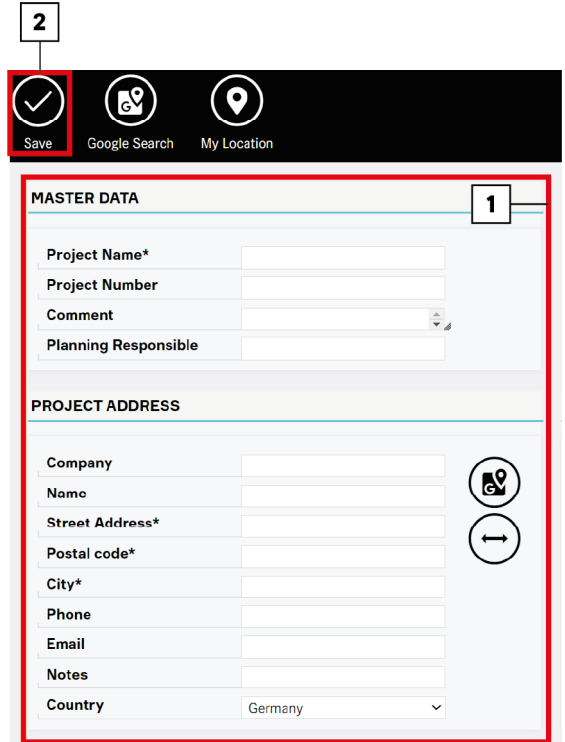 2
Save Google Search My Location
MASTER DATA
1
Project Name*
Project Number
Comment
Planning Responsible
PROJECT ADDRESS
Company
G
Name
Street Address*
Postal code*
City*
Phone
Email
Notes
Country Germany